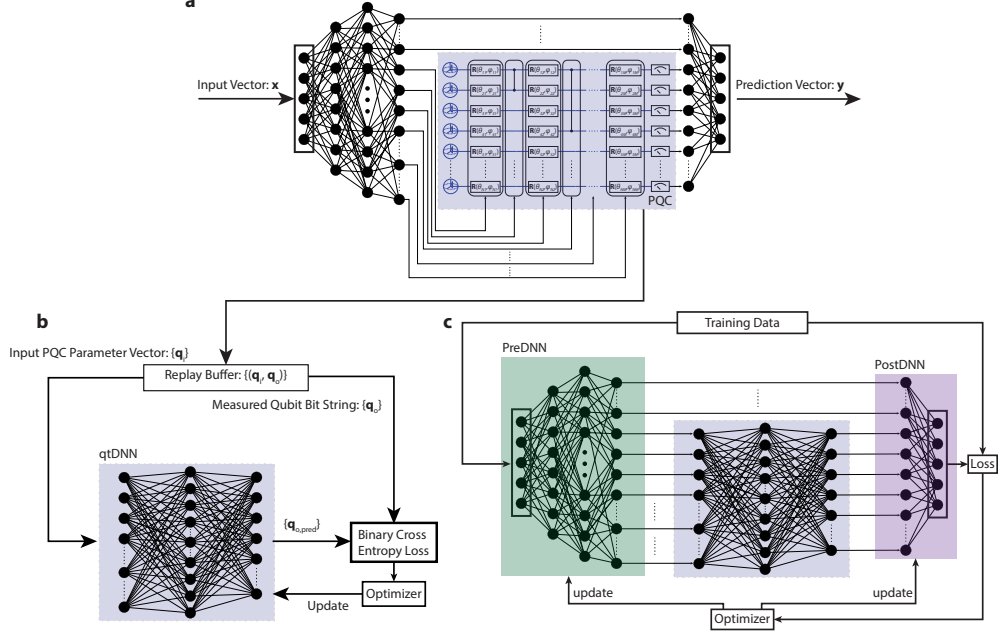 a
Input Vector: x
Prediction Vector: y
PQC
b
Input PQC Parameter Vector: {qi}
Replay Buffer: {(qi, qo)}
Measured Qubit Bit String: {qo}
qtDNN
{qo,pred}
Binary Cross
Entropy Loss
Optimizer
Update
c
Training Data
PreDNN
PostDNN
Loss
update
update
Optimizer